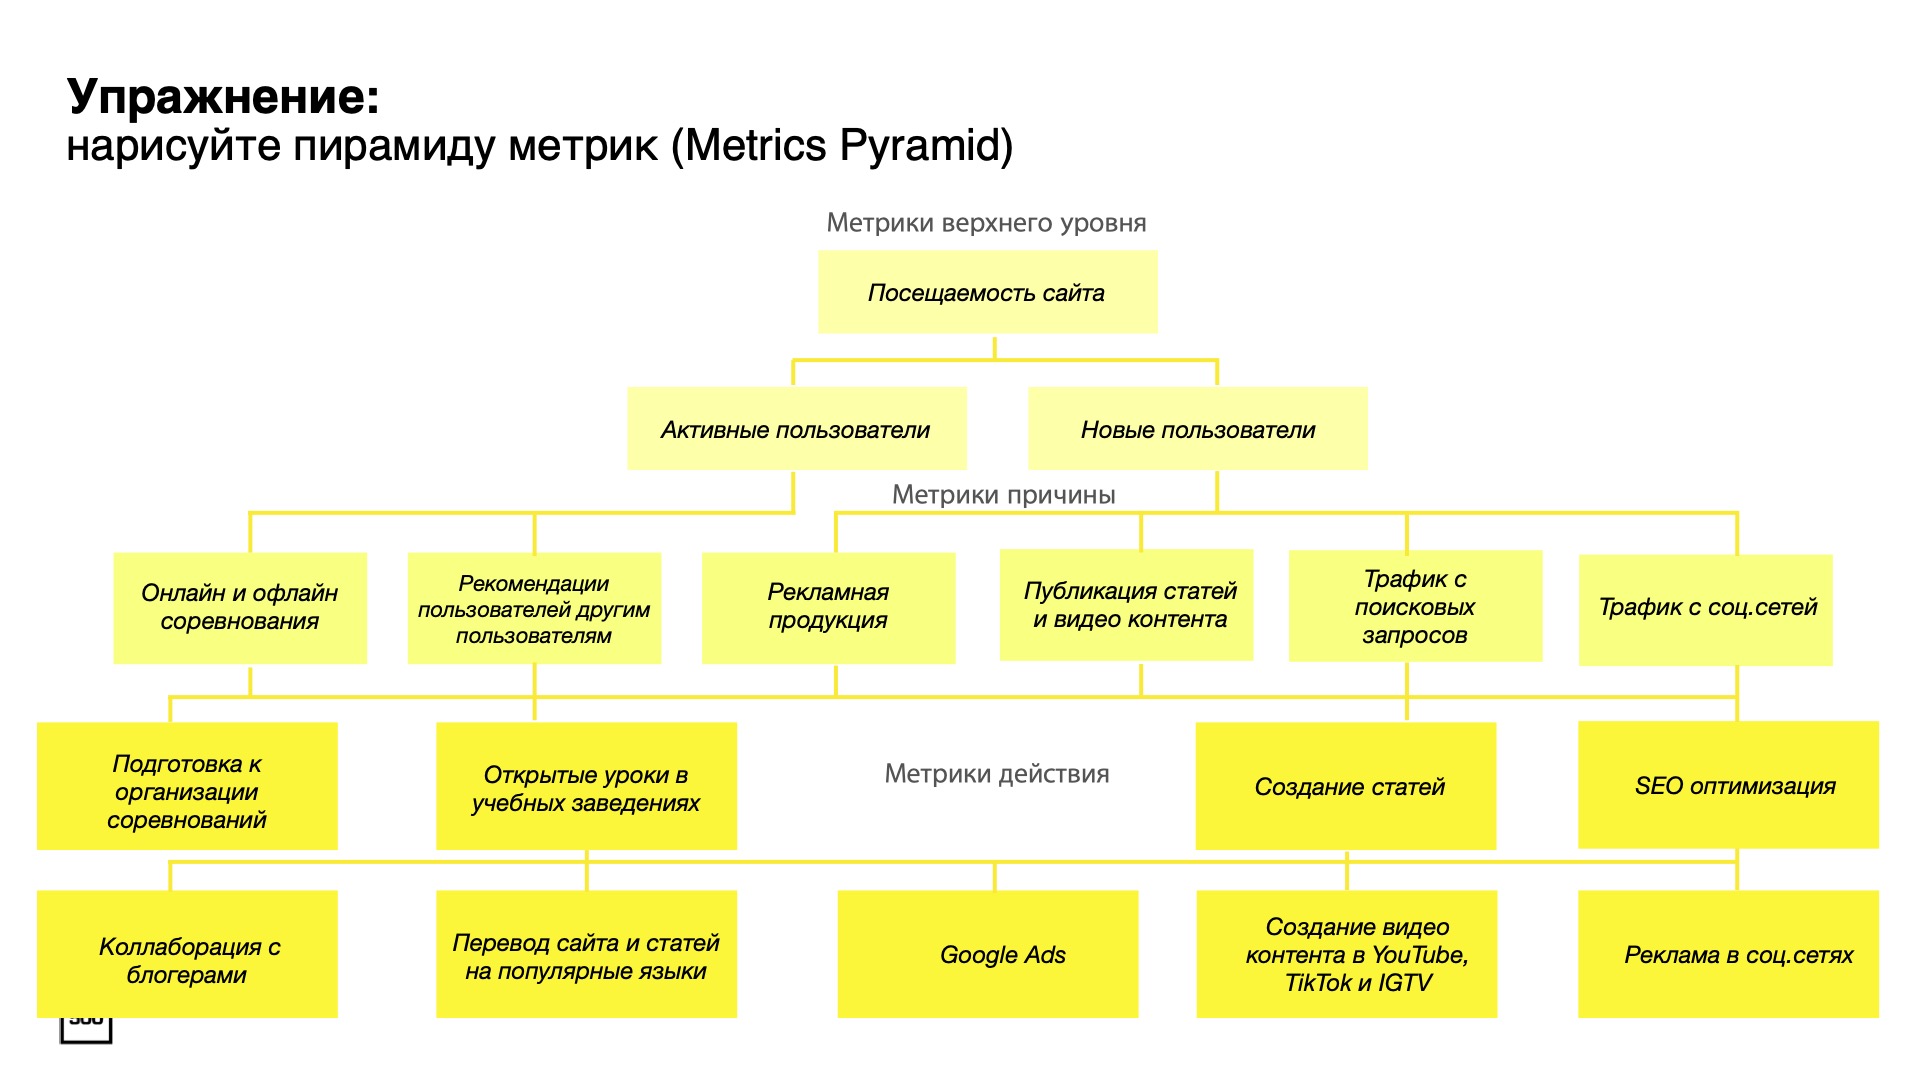 Упражнение:
нарисуйте пирамиду метрик (Metrics Pyramid)
Метрики верхнего уровня
Посещаемость сайта
Активные пользователи
Новые пользователи
Метрики причины
Онлайн и офлайн
соревнования
Рекомендации
пользователей другим
пользователям
Рекламная
продукция
Публикация статей
и видео контента
Трафик с
поисковых
запросов
Трафик с соц.сетей
Подготовка к
организации
соревнований
Открытые уроки в
учебных заведениях
Метрики действия
Создание статей
SEO оптимизация
Коллаборация с
блогерами
Перевод сайта и статей
на популярные языки
Google Ads
Создание видео
контента в YouTube,
TikTok и IGTV
Реклама в соц.сетях